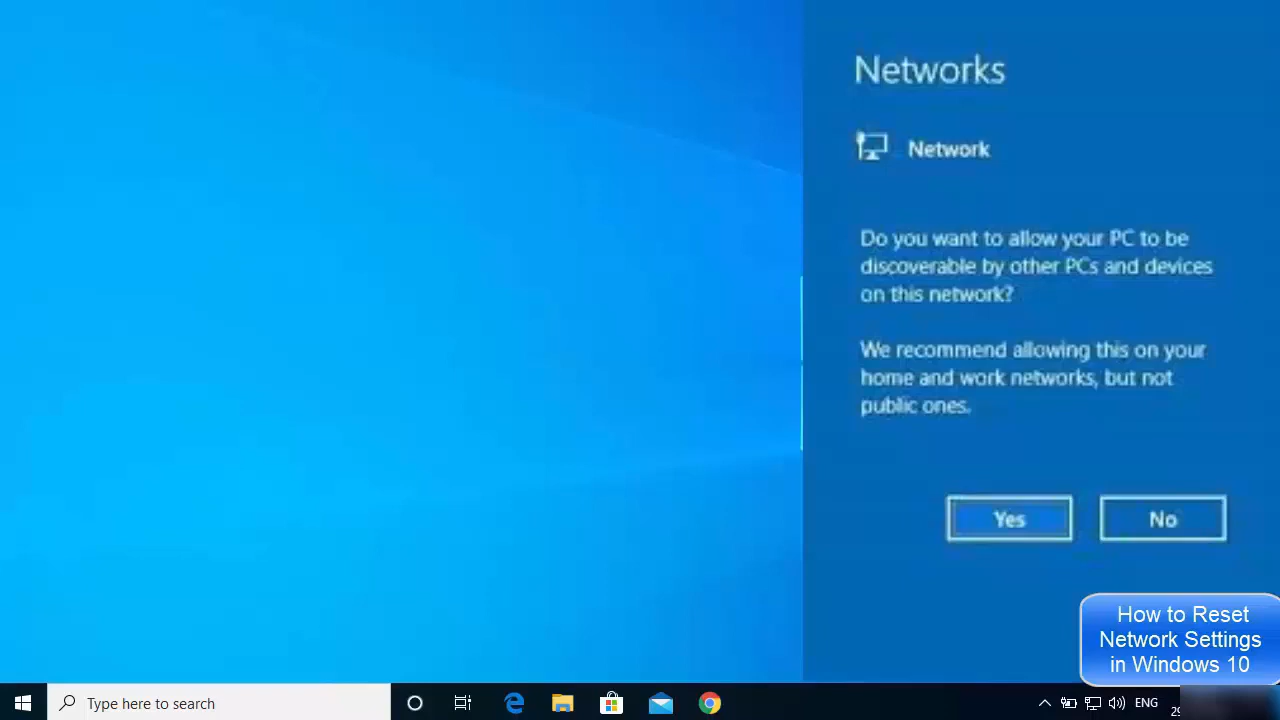 Networks
Network
Do you want to allow your PC to be
discoverable by other PCs and devices
on this network?
We recommend allowing this on your
home and work networks, but not
public ones.
Yes
No
How to Reset
Network Settings
in Windows 10
Type here to search
ENG